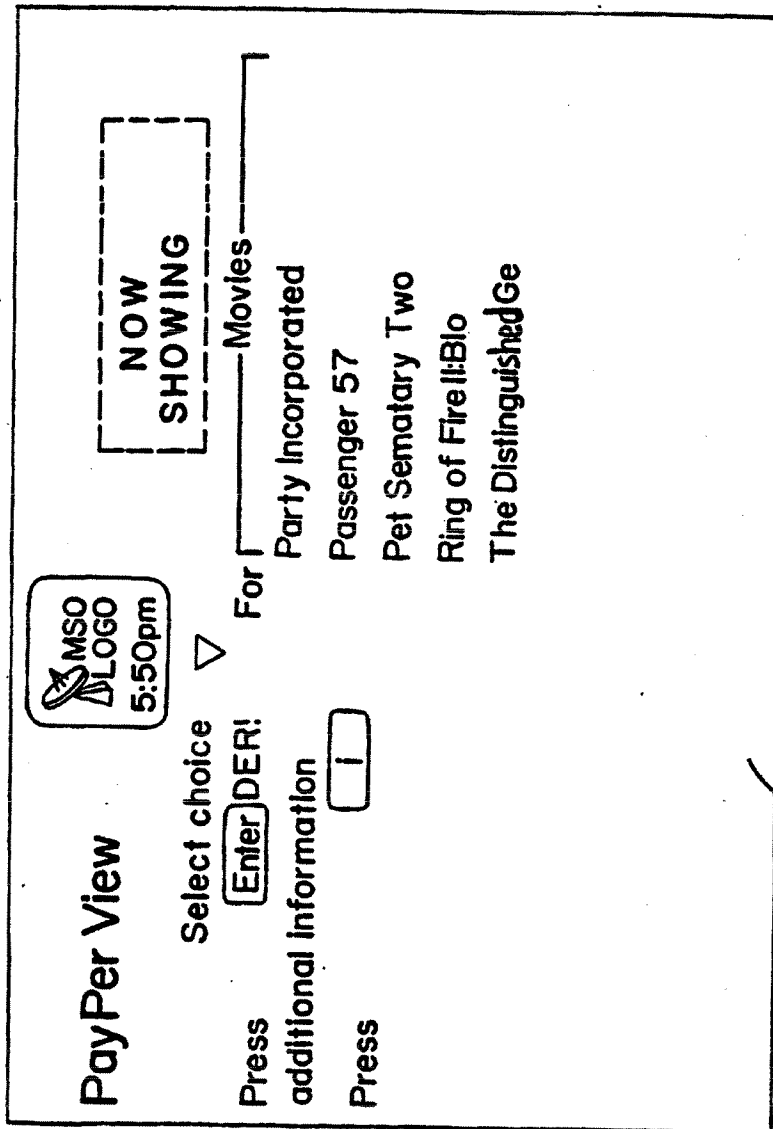 PayPer View
MSO
LOGO
5:50pm
NOW
SHOWING
Select choice
Press Enter DER!
For
additional information
Press i
Movies
Party Incorporated
Passenger 57
Pet Sematary Two
Ring of Fire II:Blo
The Distinguished Ge